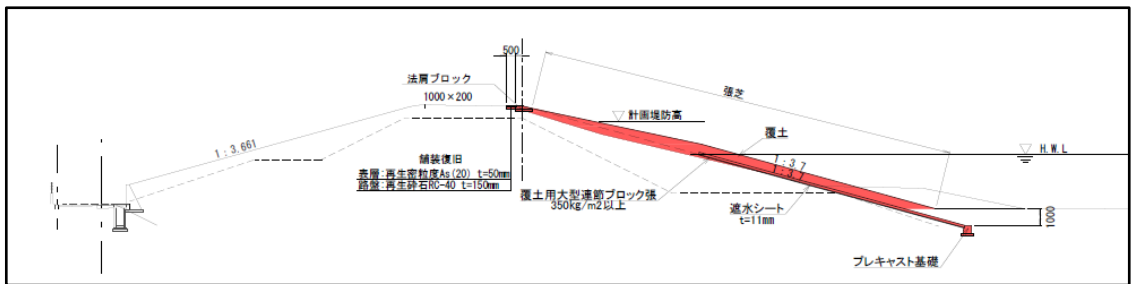 500
法肩ブロック
1000×200
張芝
計画堤防高
覆土
H.W.L
1：3.661
舗装復旧
表層：再生密粒度As(20) t=50mm
路盤：再生砕石RC-40 t=150mm
1：3.7
覆土用大型連節ブロック張
350kg/m2以上
遮水シート
t=11mm
1000
プレキャスト基礎